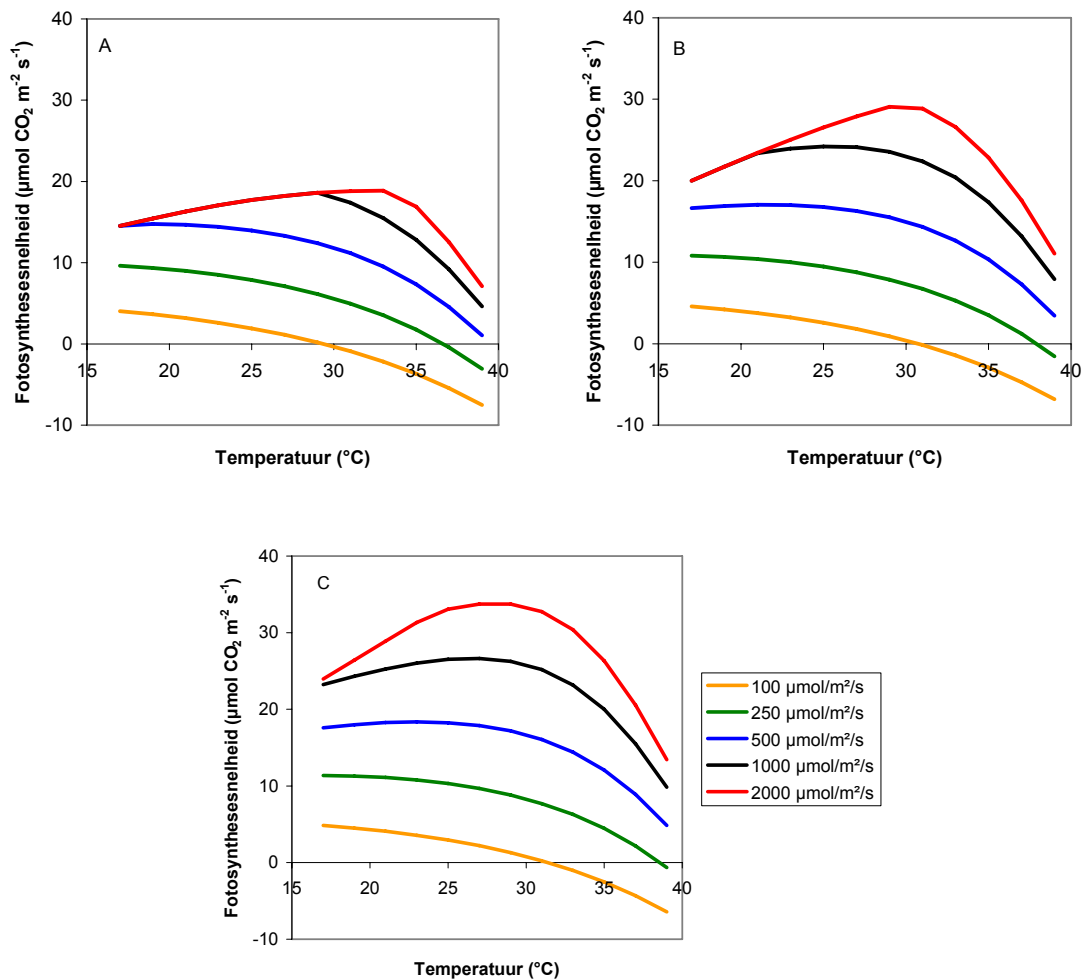 A
Fotosynthesesnelheid (µmol CO₂ m⁻² s⁻¹)
40
30
20
10
0
-10
15
20
25
30
35
40
Temperatuur (°C)
B
Fotosynthesesnelheid (µmol CO₂ m⁻² s⁻¹)
40
30
20
10
0
-10
15
20
25
30
35
40
Temperatuur (°C)
C
Fotosynthesesnelheid (µmol CO₂ m⁻² s⁻¹)
40
30
20
10
0
-10
15
20
25
30
35
40
Temperatuur (°C)
100 µmol/m²/s
250 µmol/m²/s
500 µmol/m²/s
1000 µmol/m²/s
2000 µmol/m²/s